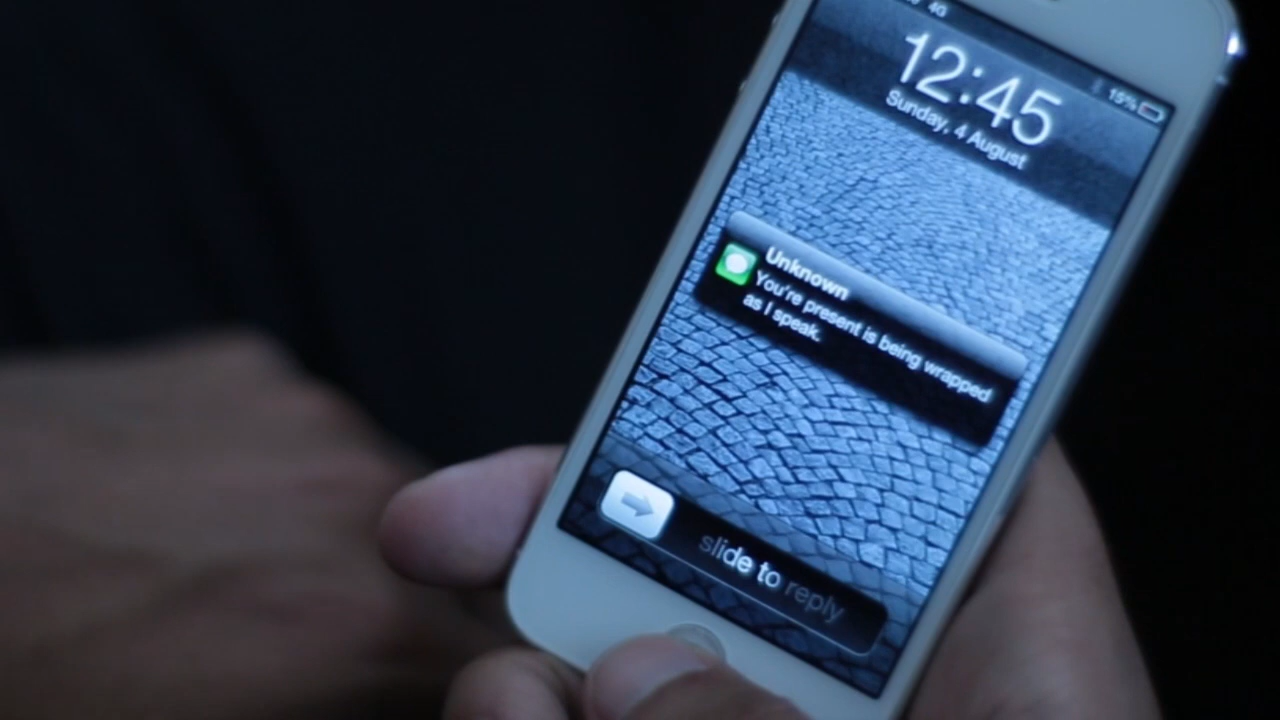 4G
15%
12:45
Sunday, 4 August
Unknown
You're present is being wrapped
as I speak.
slide to reply